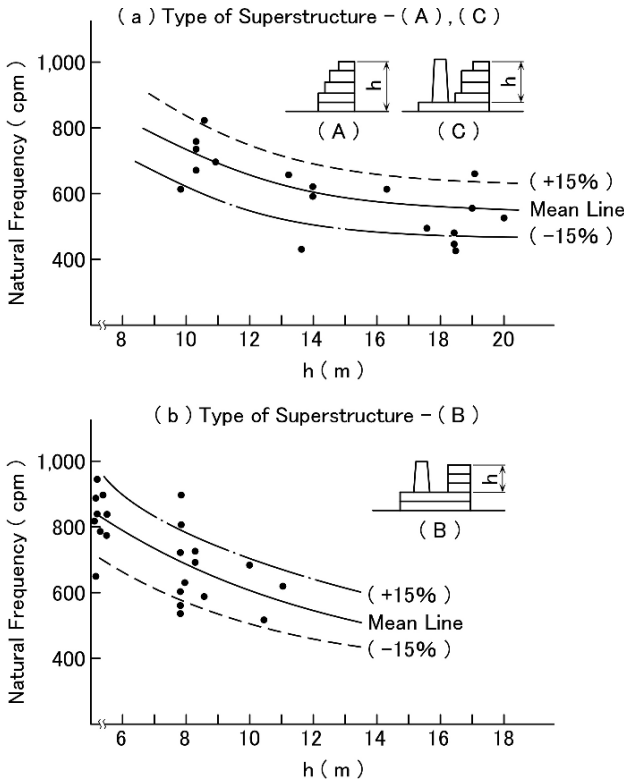 ( a ) Type of Superstructure - ( A ) , ( C )
Natural Frequency ( cpm )
1,000
800
600
400
h
( A )
h
( C )
( +15% )
Mean Line
( -15% )
8 10 12 14 16 18 20
h ( m )
( b ) Type of Superstructure - ( B )
Natural Frequency ( cpm )
1,000
800
600
400
h
( B )
( +15% )
Mean Line
( -15% )
6 8 10 12 14 16 18
h ( m )